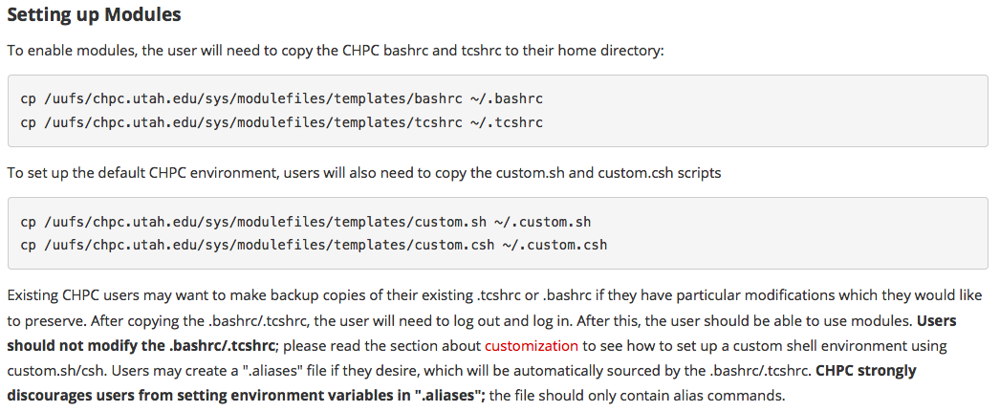 Setting up Modules
To enable modules, the user will need to copy the CHPC bashrc and tcshrc to their home directory:
cp /uufs/chpc.utah.edu/sys/modulefiles/templates/bashrc ~/.bashrc
cp /uufs/chpc.utah.edu/sys/modulefiles/templates/tcshrc ~/.tcshrc
To set up the default CHPC environment, users will also need to copy the custom.sh and custom.csh scripts
cp /uufs/chpc.utah.edu/sys/modulefiles/templates/custom.sh ~/.custom.sh
cp /uufs/chpc.utah.edu/sys/modulefiles/templates/custom.csh ~/.custom.csh
Existing CHPC users may want to make backup copies of their existing .tcshrc or .bashrc if they have particular modifications which they would like
to preserve. After copying the .bashrc/.tcshrc, the user will need to log out and log in. After this, the user should be able to use modules. Users
should not modify the .bashrc/.tcshrc; please read the section about customization to see how to set up a custom shell environment using
custom.sh/csh. Users may create a ".aliases" file if they desire, which will be automatically sourced by the .bashrc/.tcshrc. CHPC strongly
discourages users from setting environment variables in ".aliases"; the file should only contain alias commands.